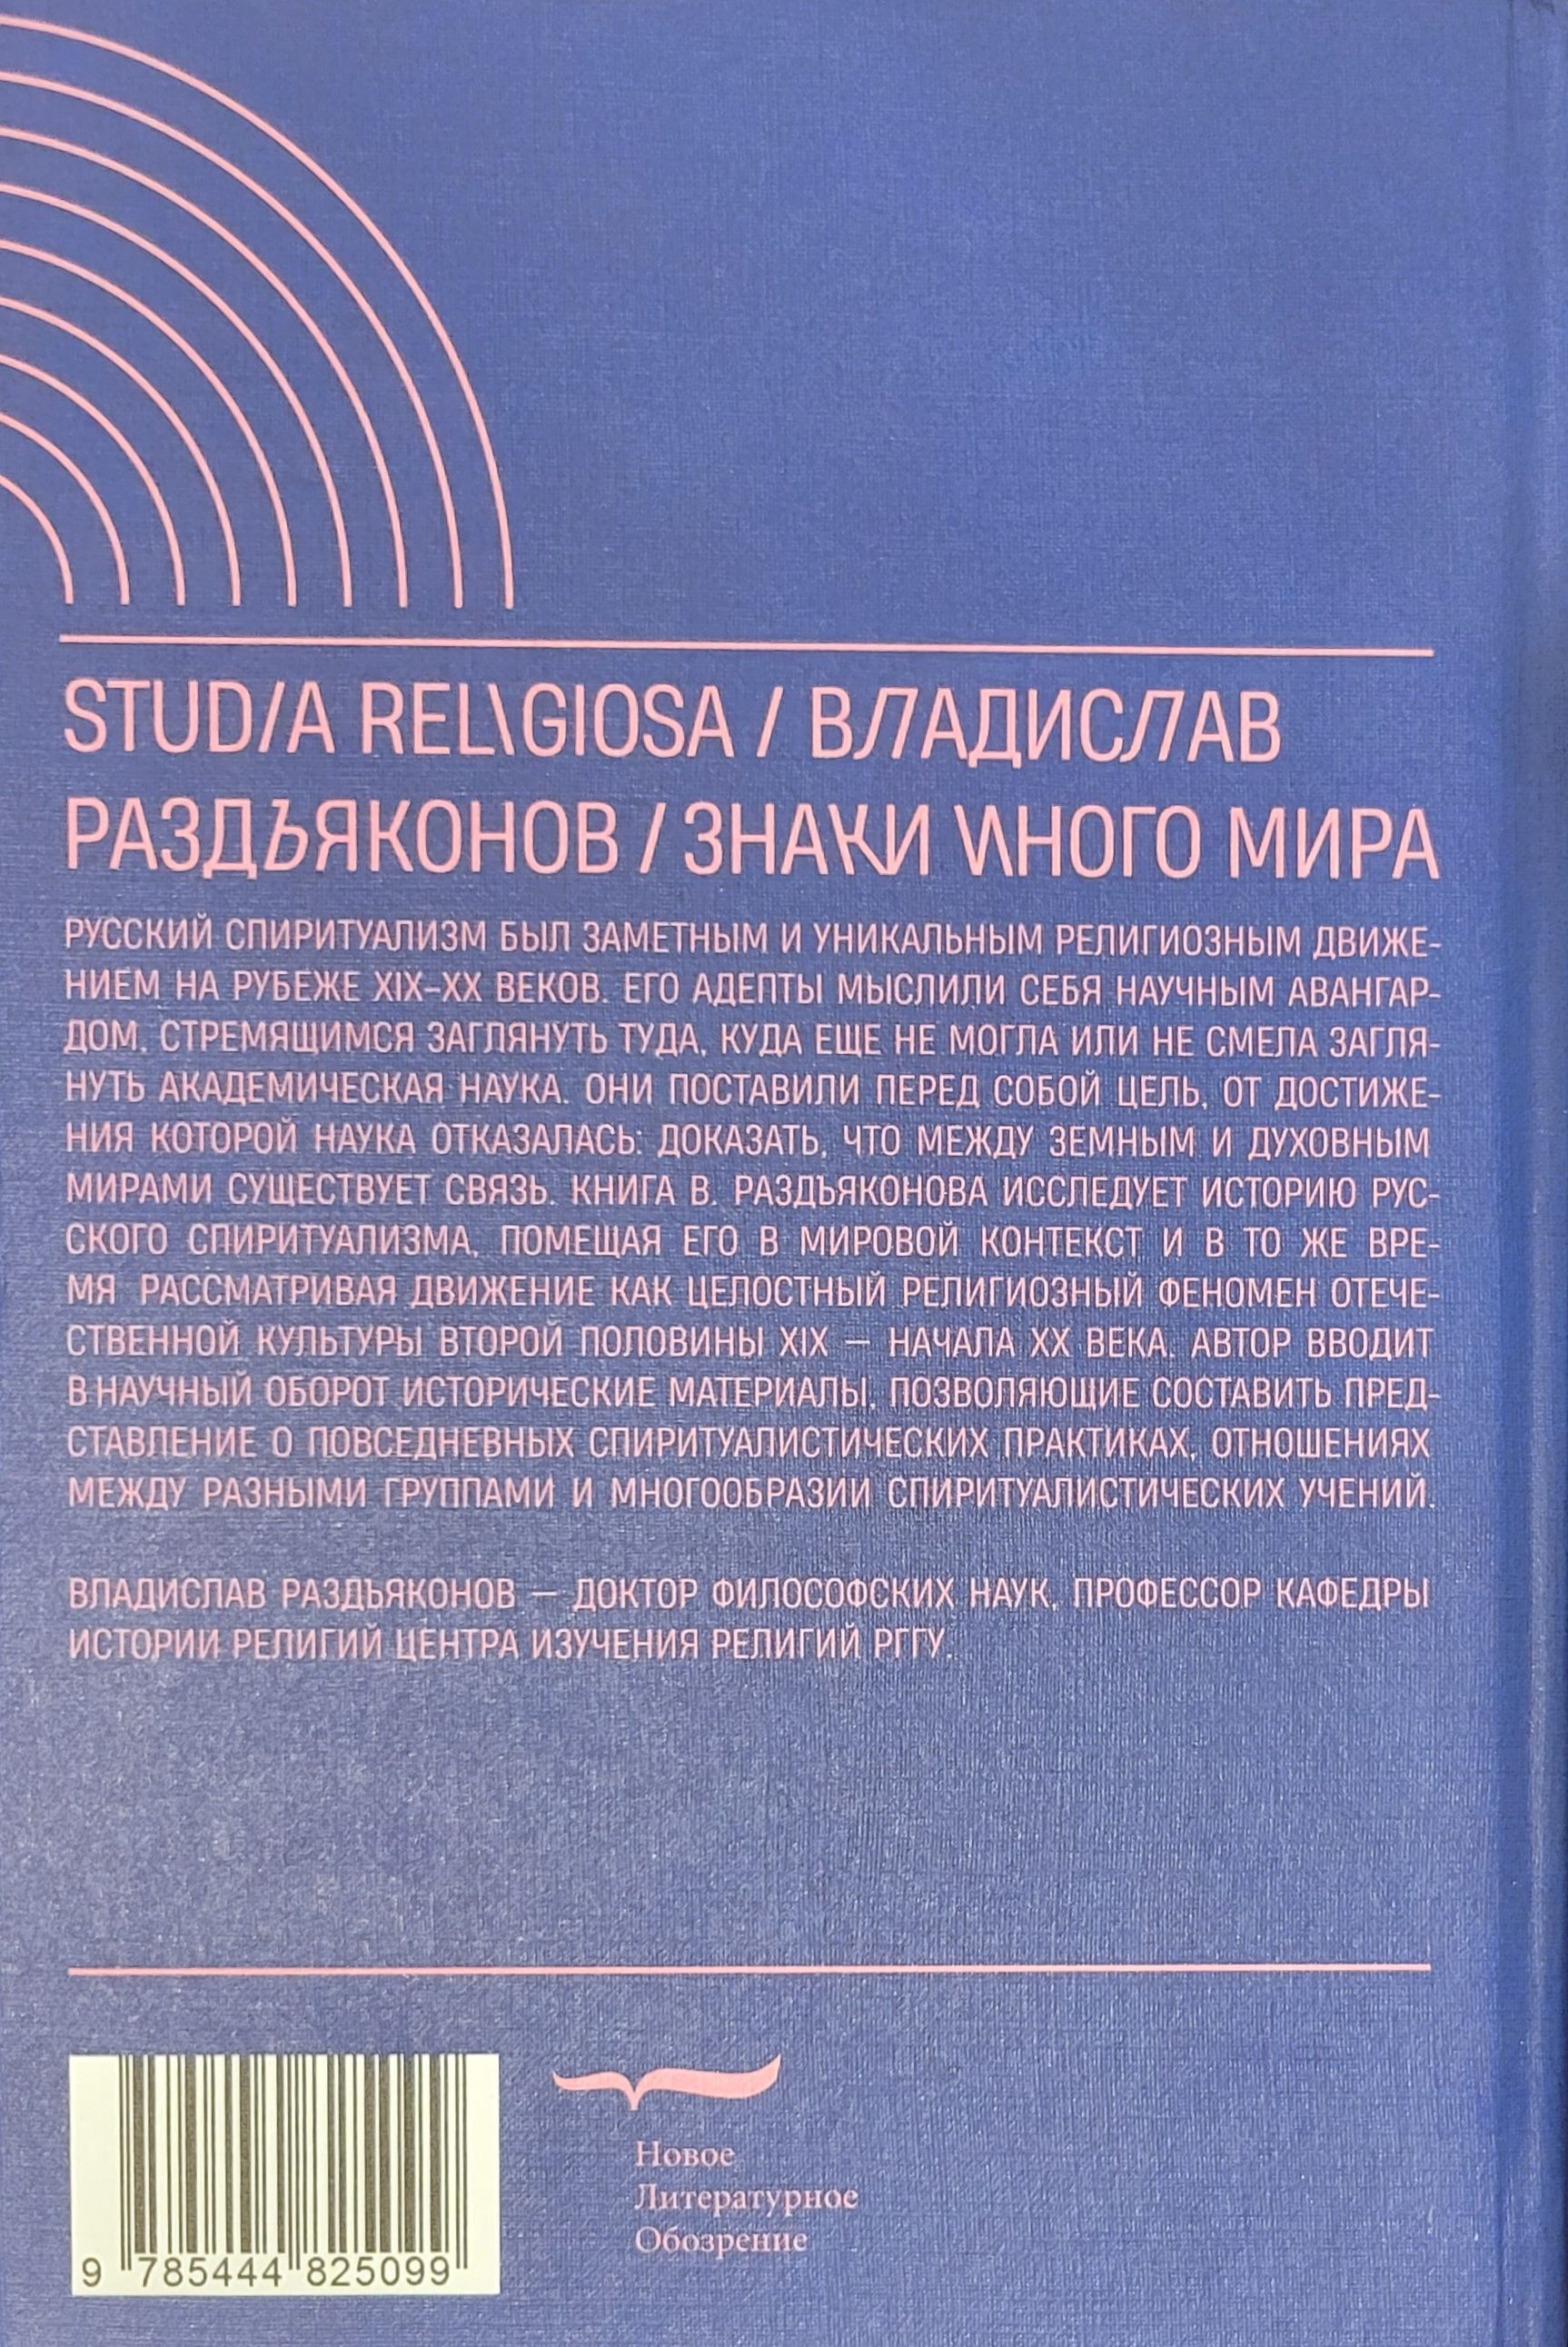 STUDIA RELIGIOSA / ВЛАДИСЛАВ
РАЗДЪЯКОНОВ / ЗНАКИ ИНОГО МИРА
РУССКИЙ СПИРИТУАЛИЗМ БЫЛ ЗАМЕТНЫМ И УНИКАЛЬНЫМ РЕЛИГИОЗНЫМ ДВИЖЕ-
НИЕМ НА РУБЕЖЕ XIX–XX ВЕКОВ. ЕГО АДЕПТЫ МЫСЛИЛИ СЕБЯ НАУЧНЫМ АВАНГАР-
ДОМ, СТРЕМЯЩИМСЯ ЗАГЛЯНУТЬ ТУДА, КУДА ЕЩЕ НЕ МОГЛА ИЛИ НЕ СМЕЛА ЗАГЛЯ-
НУТЬ АКАДЕМИЧЕСКАЯ НАУКА. ОНИ ПОСТАВИЛИ ПЕРЕД СОБОЙ ЦЕЛЬ, ОТ ДОСТИЖЕ-
НИЯ КОТОРОЙ НАУКА ОТКАЗАЛАСЬ: ДОКАЗАТЬ, ЧТО МЕЖДУ ЗЕМНЫМ И ДУХОВНЫМ
МИРАМИ СУЩЕСТВУЕТ СВЯЗЬ. КНИГА В. РАЗДЪЯКОНОВА ИССЛЕДУЕТ ИСТОРИЮ РУС-
СКОГО СПИРИТУАЛИЗМА, ПОМЕЩАЯ ЕГО В МИРОВОЙ КОНТЕКСТ И В ТО ЖЕ ВРЕ-
МЯ РАССМАТРИВАЯ ДВИЖЕНИЕ КАК ЦЕЛОСТНЫЙ РЕЛИГИОЗНЫЙ ФЕНОМЕН ОТЕЧЕ-
СТВЕННОЙ КУЛЬТУРЫ ВТОРОЙ ПОЛОВИНЫ XIX — НАЧАЛА XX ВЕКА. АВТОР ВВОДИТ
В НАУЧНЫЙ ОБОРОТ ИСТОРИЧЕСКИЕ МАТЕРИАЛЫ, ПОЗВОЛЯЮЩИЕ СОСТАВИТЬ ПРЕД-
СТАВЛЕНИЕ О ПОВСЕДНЕВНЫХ СПИРИТУАЛИСТИЧЕСКИХ ПРАКТИКАХ, ОТНОШЕНИЯХ
МЕЖДУ РАЗНЫМИ ГРУППАМИ И МНОГООБРАЗИИ СПИРИТУАЛИСТИЧЕСКИХ УЧЕНИЙ.
ВЛАДИСЛАВ РАЗДЪЯКОНОВ — ДОКТОР ФИЛОСОФСКИХ НАУК, ПРОФЕССОР КАФЕДРЫ
ИСТОРИИ РЕЛИГИЙ ЦЕНТРА ИЗУЧЕНИЯ РЕЛИГИЙ РГГУ.
9 785444 825099
Новое
Литературное
Обозрение